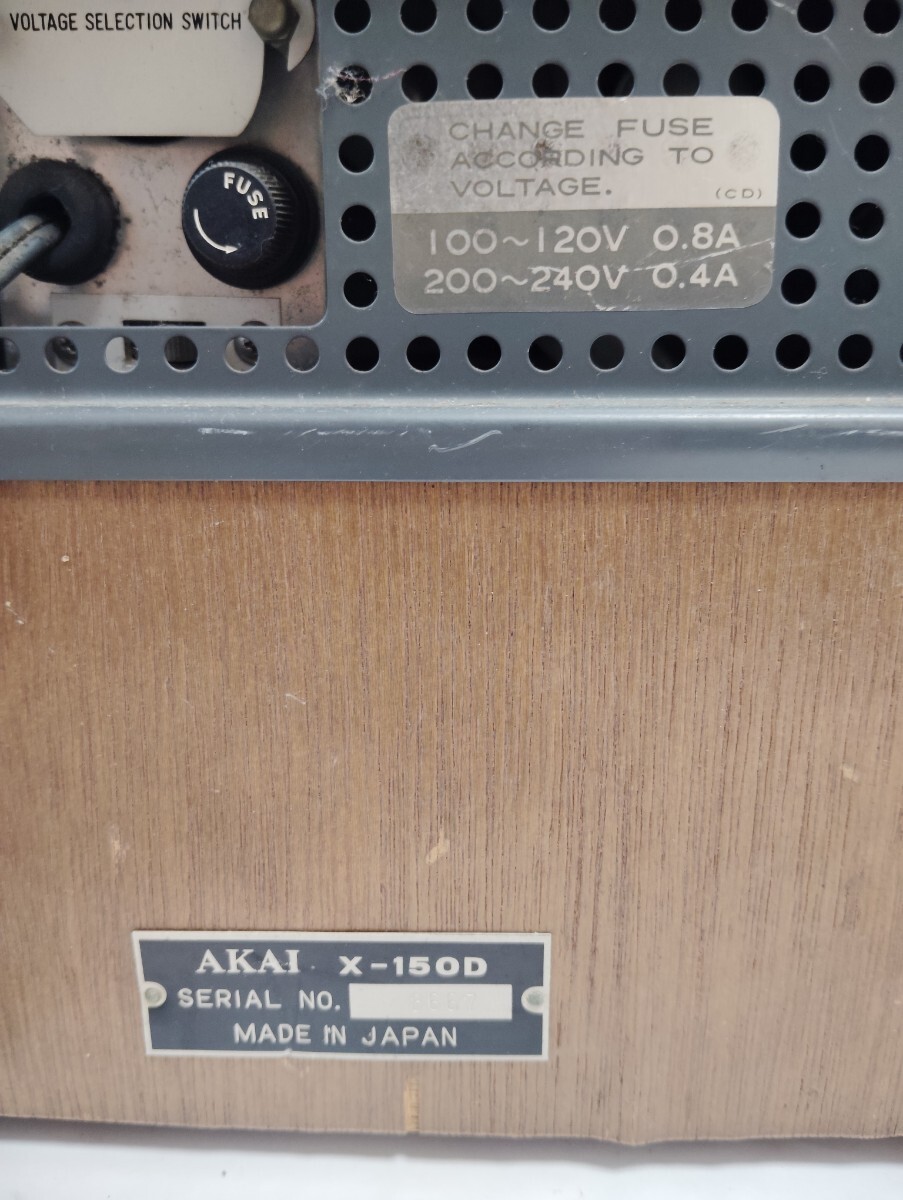 VOLTAGE SELECTION SWITCH
FUSE
CHANGE FUSE
ACCORDING TO
VOLTAGE. (CD)
100~120V 0.8A
200~240V 0.4A
AKAI X-150D
SERIAL NO.
MADE IN JAPAN